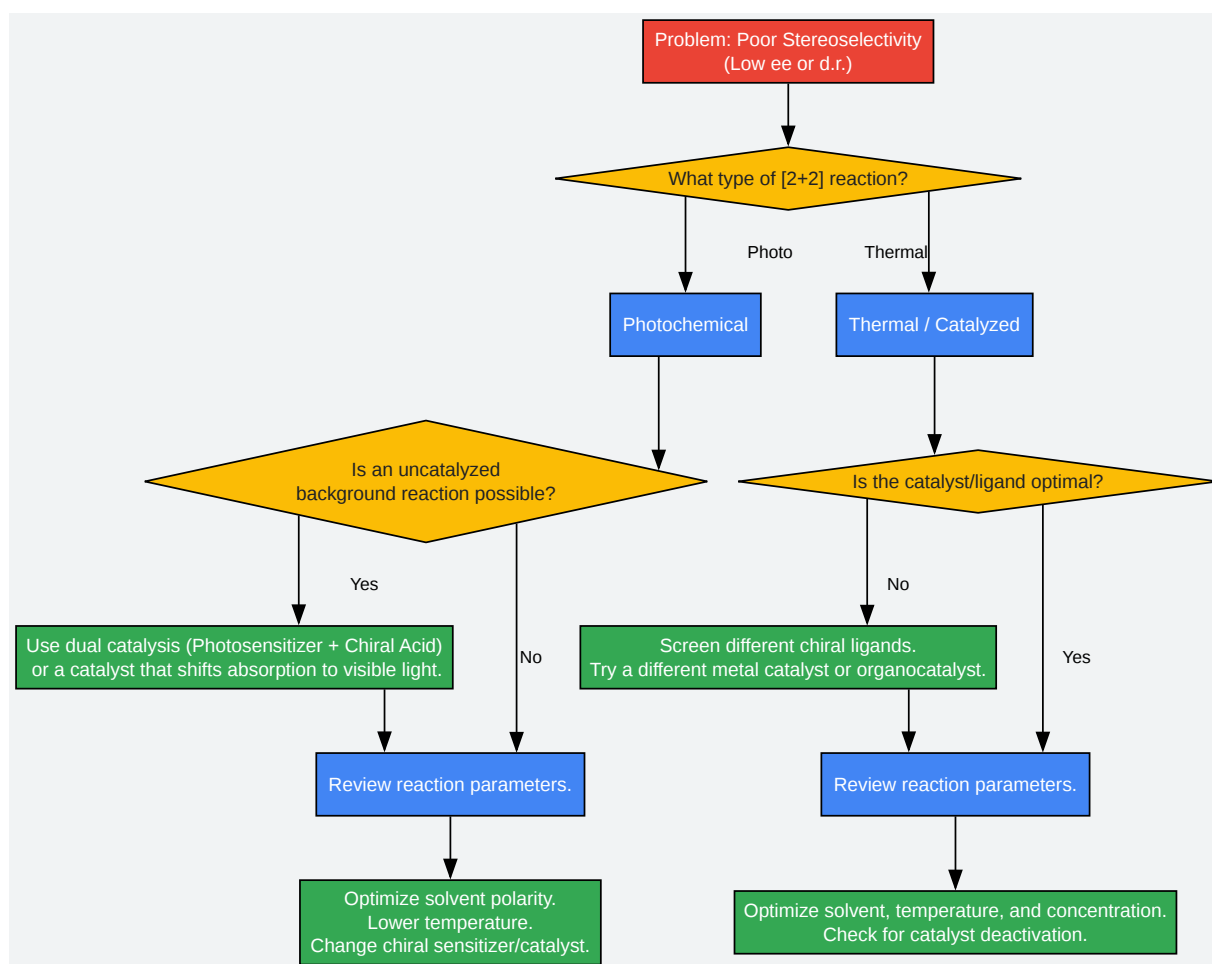 Problem: Poor Stereoselectivity
(Low ee or d.r.)
What type of [2+2] reaction?
Photo
Thermal
Photochemical
Thermal / Catalyzed
Is an uncatalyzed
background reaction possible?
Is the catalyst/ligand optimal?
Yes
No
No
Yes
Use dual catalysis (Photosensitizer + Chiral Acid)
or a catalyst that shifts absorption to visible light.
Screen different chiral ligands.
Try a different metal catalyst or organocatalyst.
Review reaction parameters.
Review reaction parameters.
Optimize solvent polarity.
Lower temperature.
Change chiral sensitizer/catalyst.
Optimize solvent, temperature, and concentration.
Check for catalyst deactivation.